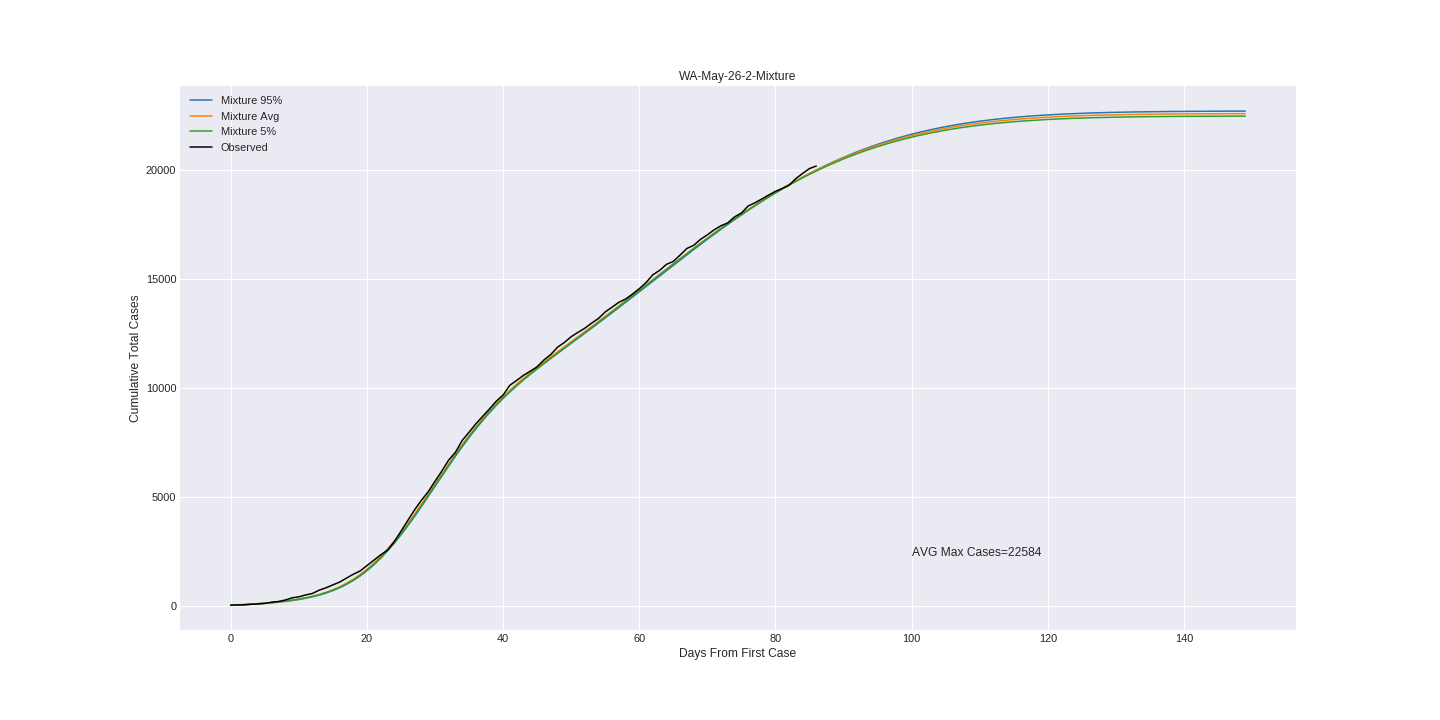 WA-May-26-2-Mixture
Mixture 95%
Mixture Avg
Mixture 5%
Observed
Cumulative Total Cases
20000
15000
10000
5000
0
AVG Max Cases=22584
0 20 40 60 80 100 120 140
Days From First Case